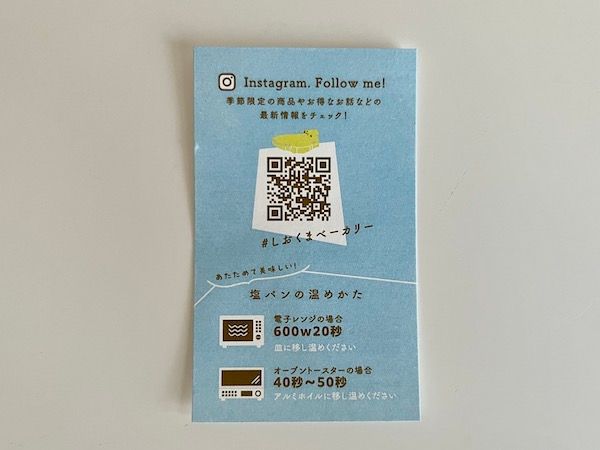 Instagram. Follow me!
季節限定の商品やお得なお話などの
最新情報をチェック!
#しおくまベーカリー
あたためて美味しい!
塩パンの温めかた
電子レンジの場合
600w20秒
皿に移し温めください
オーブントースターの場合
40秒〜50秒
アルミホイルに移し温めください